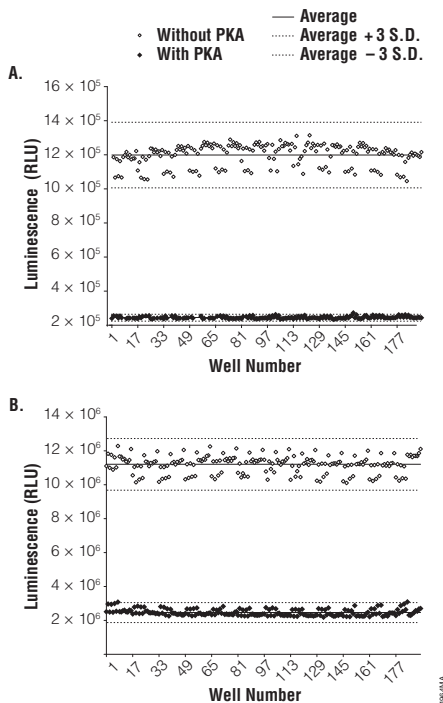 Without PKA
With PKA
Average
Average + 3 S.D.
Average – 3 S.D.
A.
Luminescence (RLU)
16 × 10⁵
14 × 10⁵
12 × 10⁵
10 × 10⁵
8 × 10⁵
6 × 10⁵
4 × 10⁵
2 × 10⁵
1 17 33 49 65 81 97 113 129 145 161 177
Well Number
B.
Luminescence (RLU)
14 × 10⁶
12 × 10⁶
10 × 10⁶
8 × 10⁶
6 × 10⁶
4 × 10⁶
2 × 10⁶
1 17 33 49 65 81 97 113 129 145 161 177
Well Number